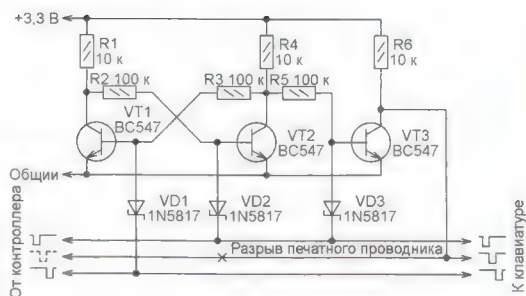 +3,3 В
R1
10 к
R4
10 к
R6
10 к
R2 100 к
R3 100 к
R5 100 к
VT1
BC547
VT2
BC547
VT3
BC547
Общий
VD1
1N5817
VD2
1N5817
VD3
1N5817
От контроллера
Разрыв печатного проводника
К клавиатуре